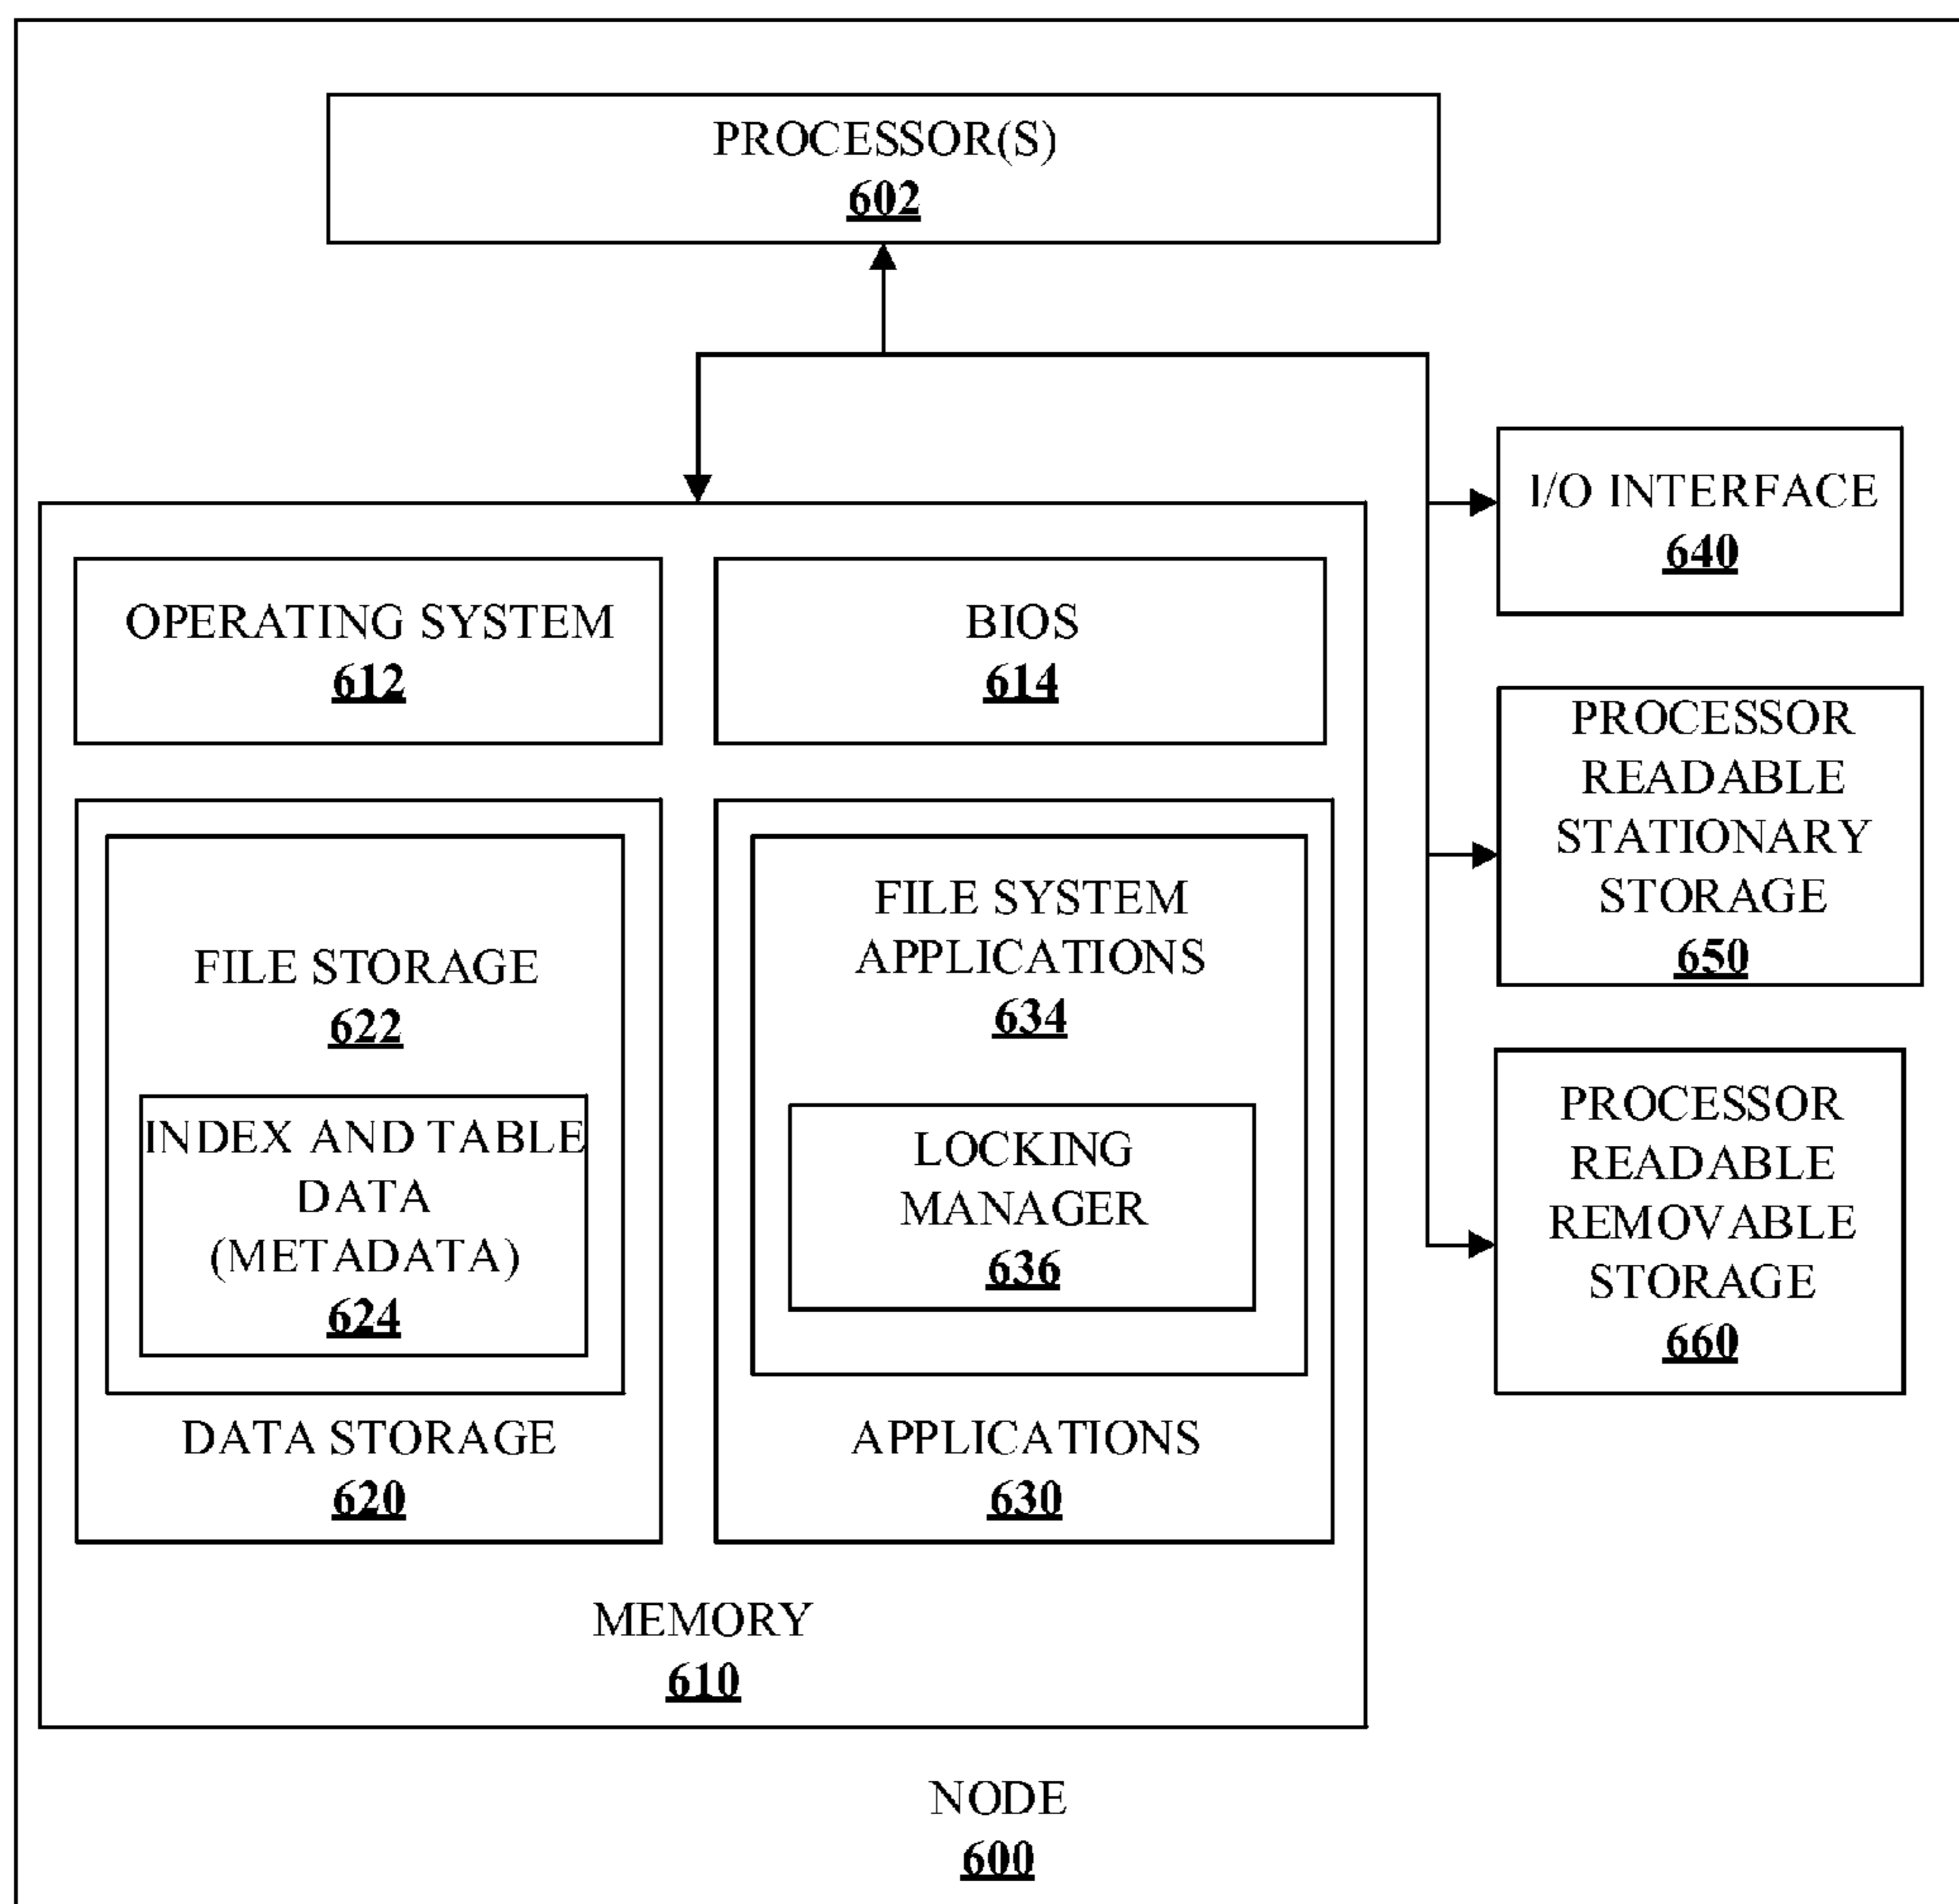 PROCESSOR(S)
602
I/O INTERFACE
640
OPERATING SYSTEM
612
BIOS
614
PROCESSOR
READABLE
STATIONARY
STORAGE
650
FILE STORAGE
622
INDEX AND TABLE
DATA
(METADATA)
624
DATA STORAGE
620
FILE SYSTEM
APPLICATIONS
634
LOCKING
MANAGER
636
APPLICATIONS
630
PROCESSOR
READABLE
REMOVABLE
STORAGE
660
MEMORY
610
NODE
600